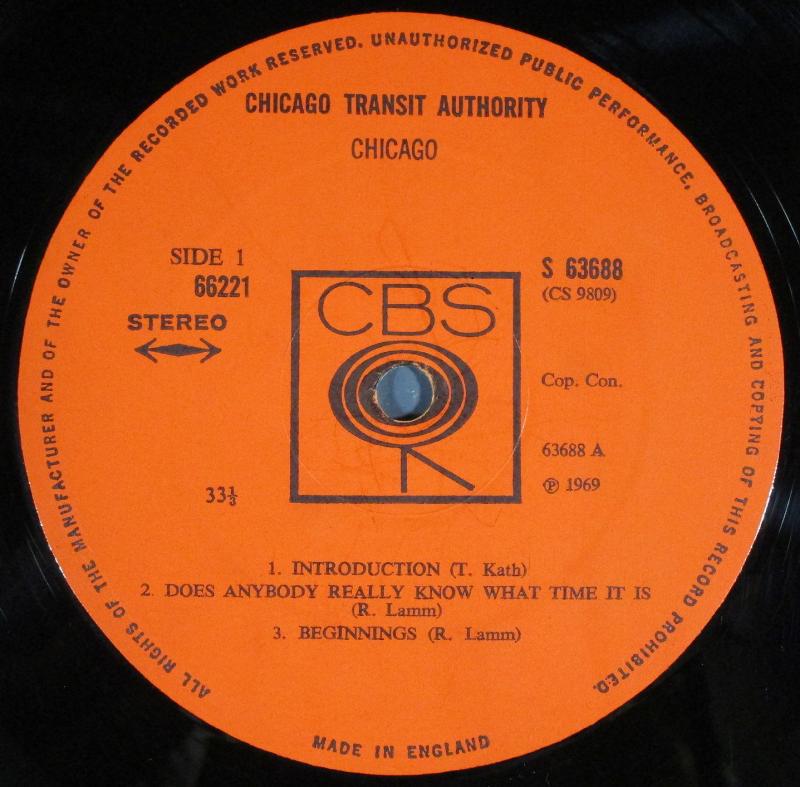 ALL RIGHTS OF THE MANUFACTURER AND OF THE OWNER OF THE RECORDED WORK RESERVED. UNAUTHORIZED PUBLIC PERFORMANCE, BROADCASTING AND COPYING OF THIS RECORD PROHIBITED.
CHICAGO TRANSIT AUTHORITY
CHICAGO
SIDE 1
66221
STEREO
S 63688
(CS 9809)
CBS
Cop. Con.
63688 A
℗ 1969
33⅓
1. INTRODUCTION (T. Kath)
2. DOES ANYBODY REALLY KNOW WHAT TIME IT IS
(R. Lamm)
3. BEGINNINGS (R. Lamm)
MADE IN ENGLAND